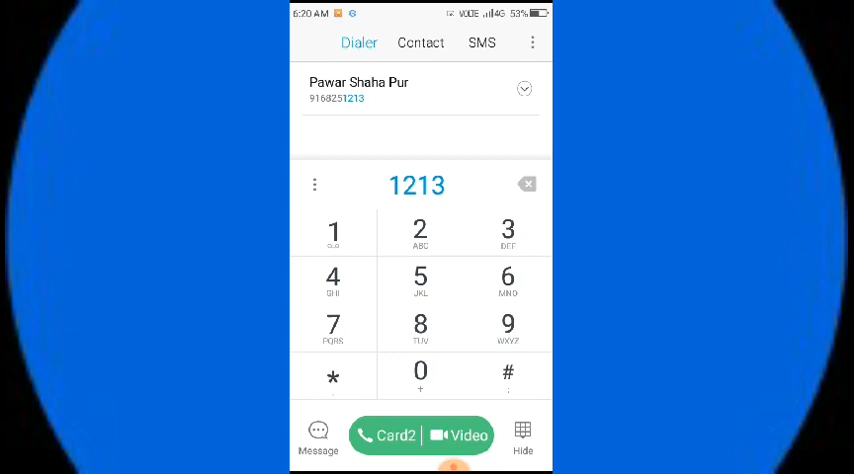 6:20 AM VOLTE 4G 53%
Dialer Contact SMS
Pawar Shaha Pur
9168251213
1213
1 2 3
ABC DEF
4 5 6
GHI JKL MNO
7 8 9
PQRS TUV WXYZ
* 0 #
+ ;
Card2 Video
Message Hide